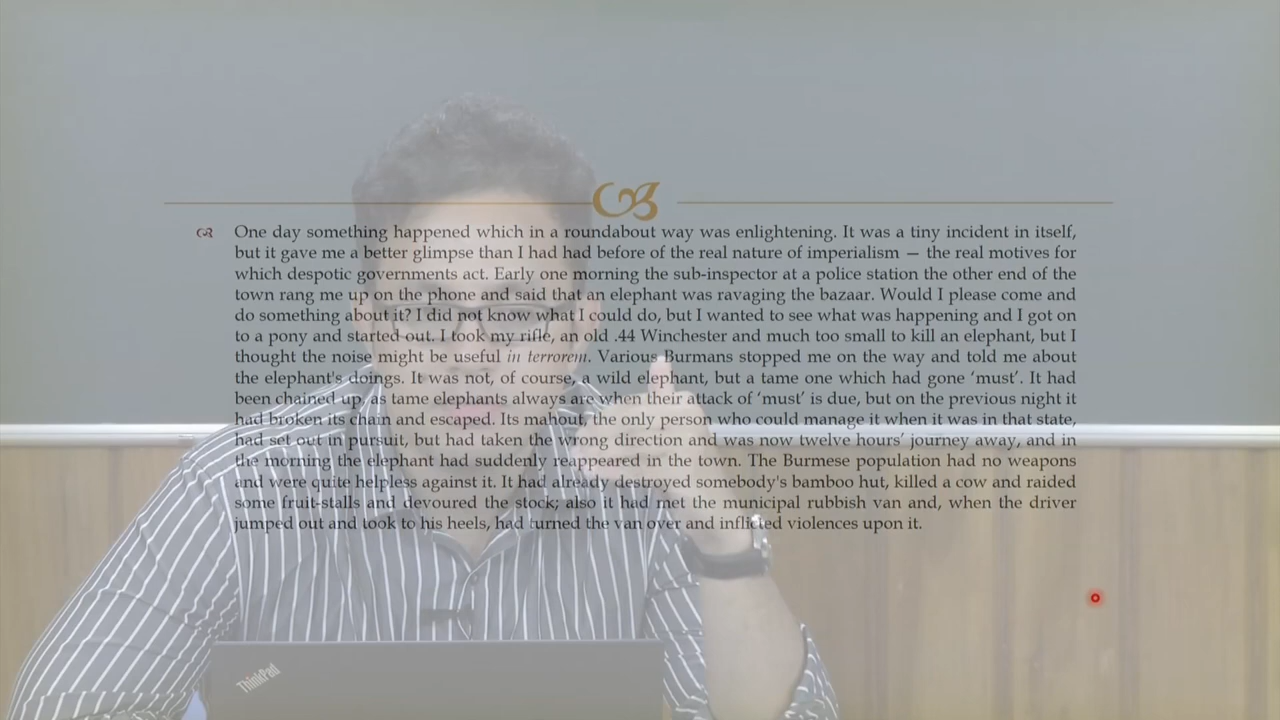 One day something happened which in a roundabout way was enlightening. It was a tiny incident in itself,
but it gave me a better glimpse than I had had before of the real nature of imperialism — the real motives for
which despotic governments act. Early one morning the sub-inspector at a police station the other end of the
town rang me up on the phone and said that an elephant was ravaging the bazaar. Would I please come and
do something about it? I did not know what I could do, but I wanted to see what was happening and I got on
to a pony and started out. I took my rifle, an old .44 Winchester and much too small to kill an elephant, but I
thought the noise might be useful in terrorem. Various Burmans stopped me on the way and told me about
the elephant's doings. It was not, of course, a wild elephant, but a tame one which had gone ‘must’. It had
been chained up, as tame elephants always are when their attack of ‘must’ is due, but on the previous night it
had broken its chain and escaped. Its mahout, the only person who could manage it when it was in that state,
had set out in pursuit, but had taken the wrong direction and was now twelve hours’ journey away, and in
the morning the elephant had suddenly reappeared in the town. The Burmese population had no weapons
and were quite helpless against it. It had already destroyed somebody's bamboo hut, killed a cow and raided
some fruit-stalls and devoured the stock; also it had met the municipal rubbish van and, when the driver
jumped out and took to his heels, had turned the van over and inflicted violences upon it.
ThinkPad